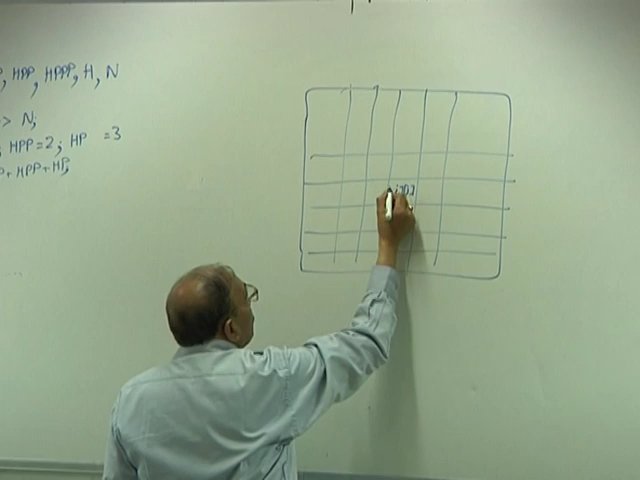 , HPP, HPPP, H, N
> N;
; HPP=2; HP =3
+ HPP + HP;